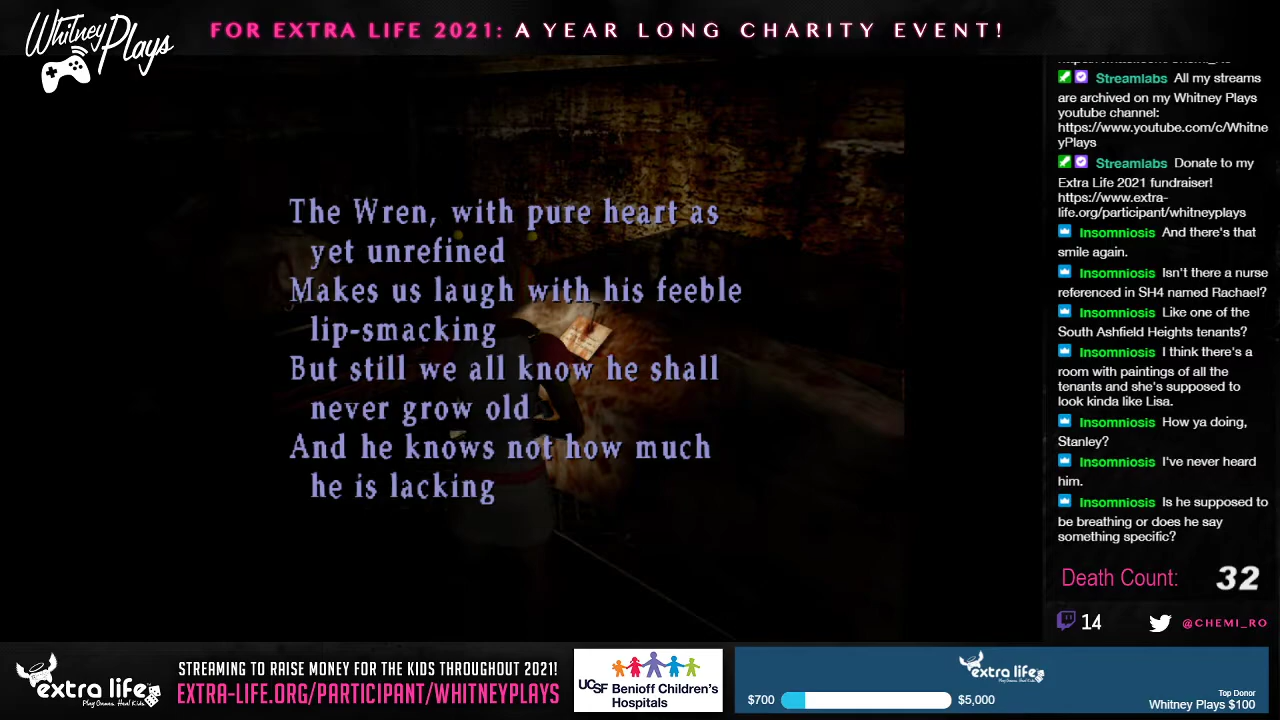 Whitney Plays
FOR EXTRA LIFE 2021: A YEAR LONG CHARITY EVENT!
The Wren, with pure heart as
yet unrefined
Makes us laugh with his feeble
lip-smacking
But still we all know he shall
never grow old
And he knows not how much
he is lacking
Streamlabs All my streams
are archived on my Whitney Plays
youtube channel:
https://www.youtube.com/c/Whitne
yPlays
Streamlabs Donate to my
Extra Life 2021 fundraiser!
https://www.extra-
life.org/participant/whitneyplays
Insomniosis And there's that
smile again.
Insomniosis Isn't there a nurse
referenced in SH4 named Rachael?
Insomniosis Like one of the
South Ashfield Heights tenants?
Insomniosis I think there's a
room with paintings of all the
tenants and she's supposed to
look kinda like Lisa.
Insomniosis How ya doing,
Stanley?
Insomniosis I've never heard
him.
Insomniosis Is he supposed to
be breathing or does he say
something specific?
Death Count: 32
14
@CHEMI_RO
extra life
Play Games. Heal Kids.
STREAMING TO RAISE MONEY FOR THE KIDS THROUGHOUT 2021!
EXTRA-LIFE.ORG/PARTICIPANT/WHITNEYPLAYS
UCSF Benioff Children's
Hospitals
extra life
$700
$5,000
Top Donor
Whitney Plays $100